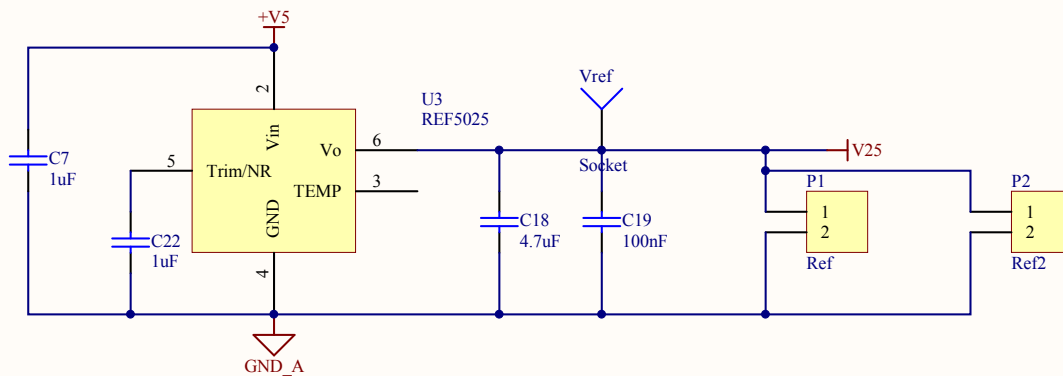 +V5
2
Vin
U3
REF5025
Vref
C7
1uF
5
Trim/NR
Vo
6
TEMP
3
GND
4
C22
1uF
C18
4.7uF
Socket
C19
100nF
V25
P1
1
2
Ref
P2
1
2
Ref2
GND_A